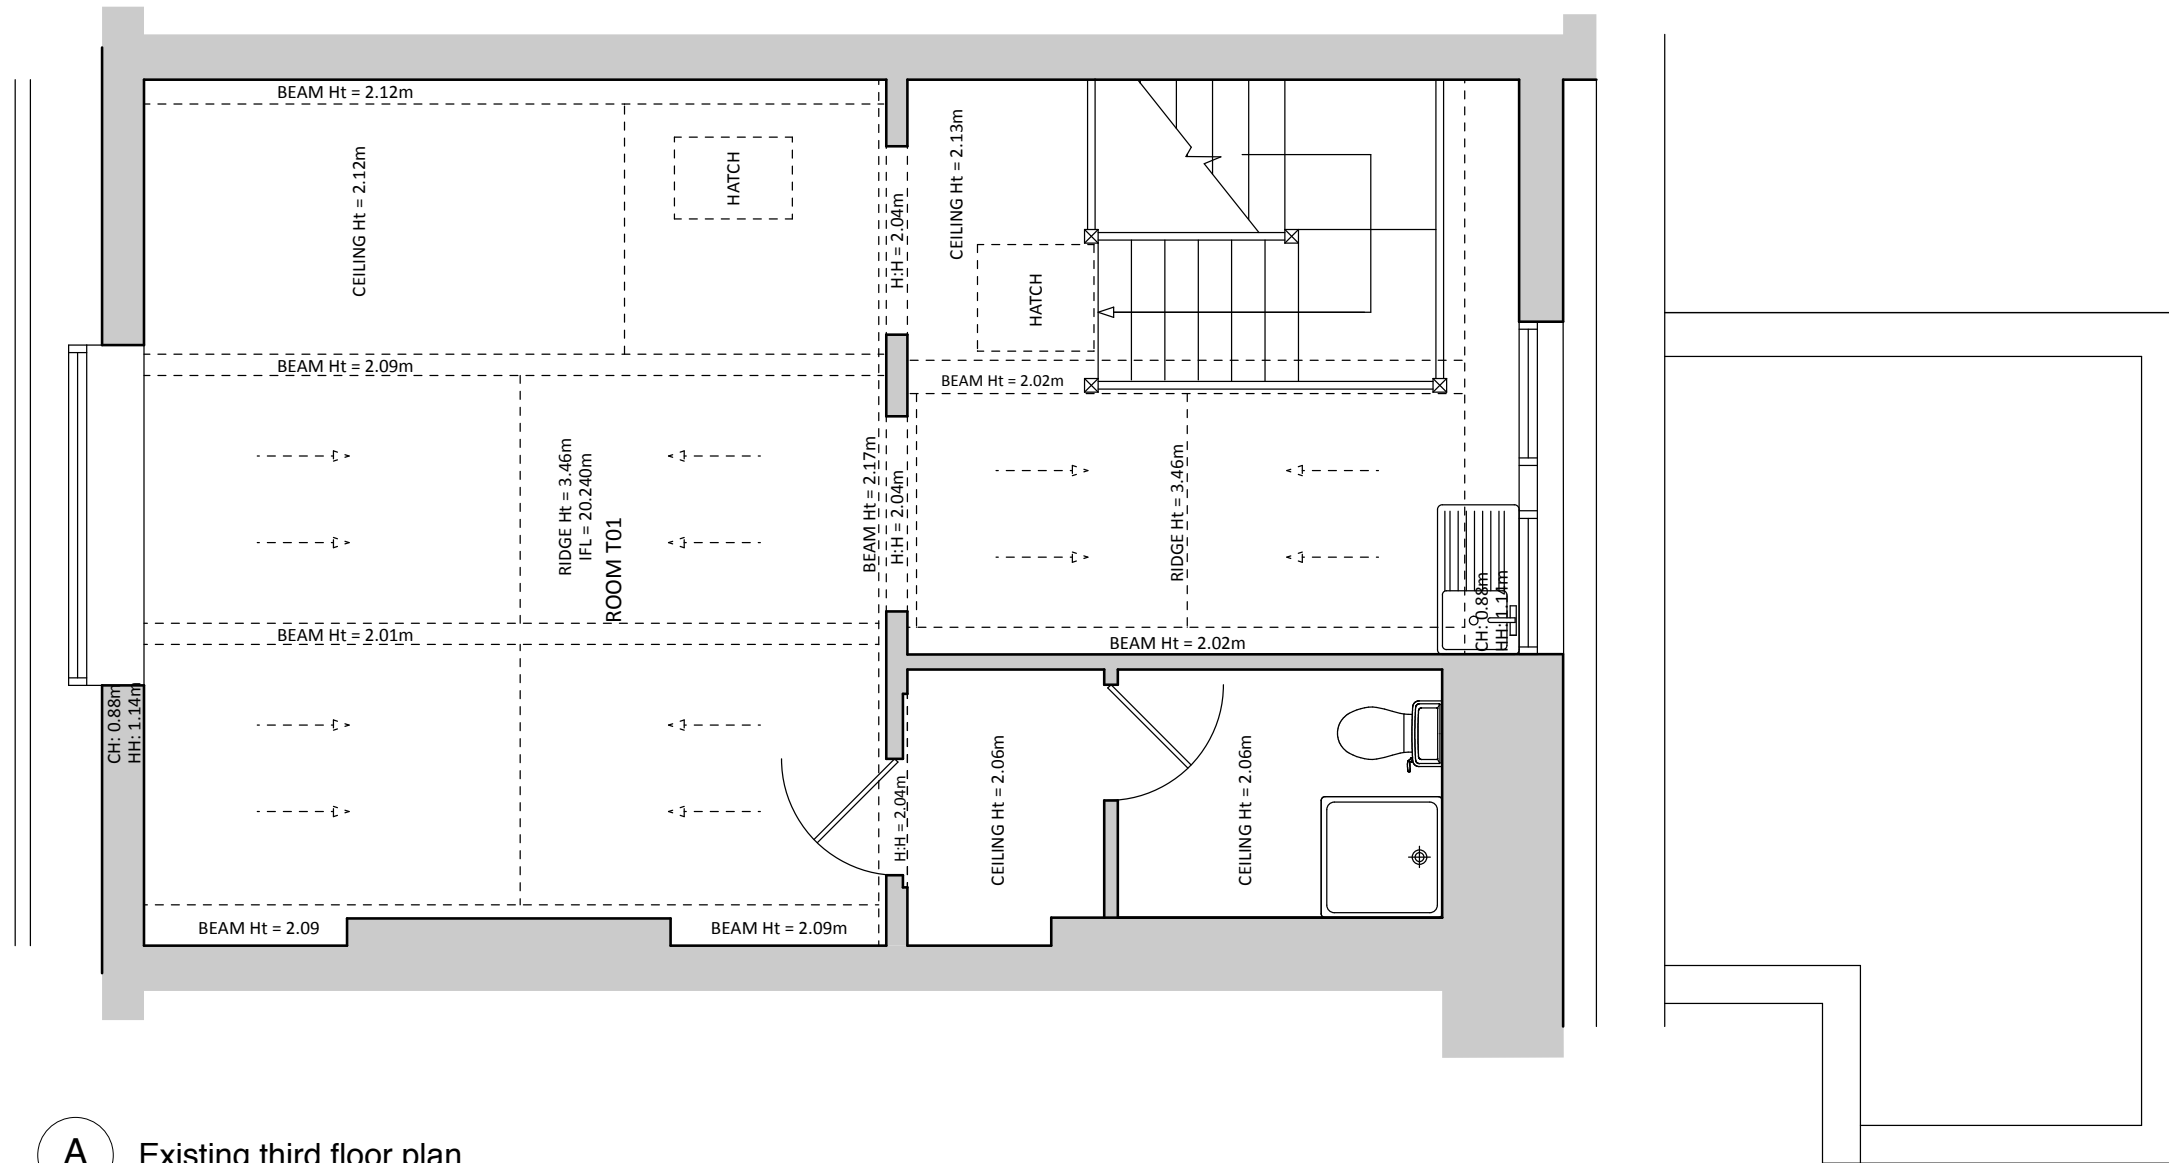 BEAM Ht = 2.12m
CEILING Ht = 2.12m
HATCH
H:H = 2.04m
CEILING Ht = 2.13m
HATCH
BEAM Ht = 2.09m
BEAM Ht = 2.02m
RIDGE Ht = 3.46m
IFL = 20.240m
ROOM T01
BEAM Ht = 2.17m
H:H = 2.04m
RIDGE Ht = 3.46m
CH: 0.88m
HH: 1.14m
BEAM Ht = 2.01m
BEAM Ht = 2.02m
CH: 0.88m
HH: 1.14m
H:H = 2.04m
CEILING Ht = 2.06m
CEILING Ht = 2.06m
BEAM Ht = 2.09
BEAM Ht = 2.09m
A
Existing third floor plan